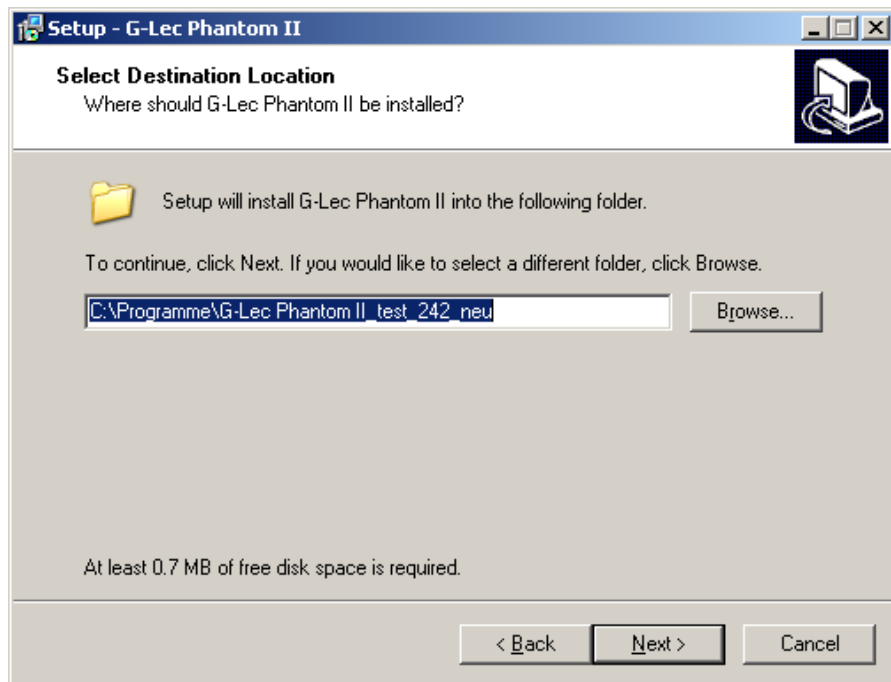 Setup - G-Lec Phantom II
Select Destination Location
Where should G-Lec Phantom II be installed?
Setup will install G-Lec Phantom II into the following folder.
To continue, click Next. If you would like to select a different folder, click Browse.
C:\Programme\G-Lec Phantom II_test_242_neu
Browse...
At least 0.7 MB of free disk space is required.
< Back
Next >
Cancel